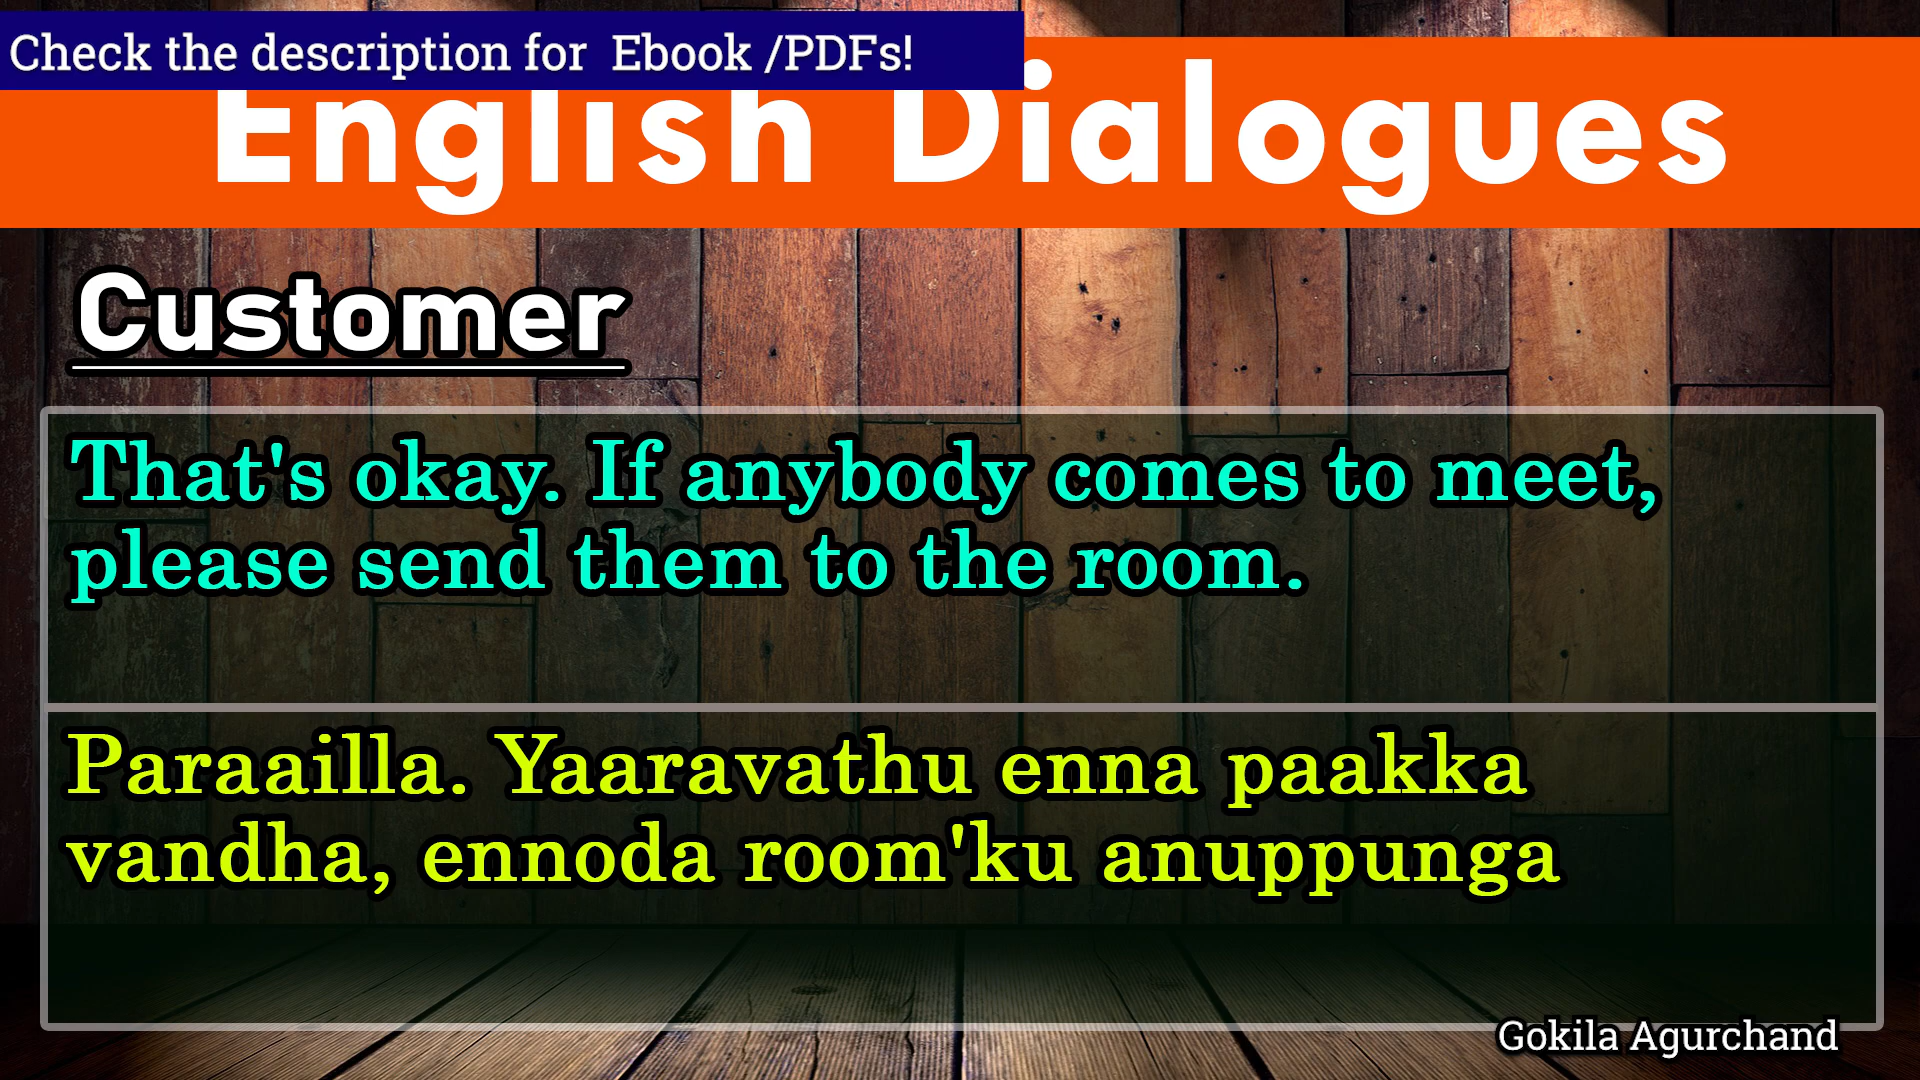 Check the description for Ebook /PDFs!
English Dialogues
Customer
That's okay. If anybody comes to meet,
please send them to the room.
Paraailla. Yaaravathu enna paakka
vandha, ennoda room'ku anuppunga
Gokila Agurchand